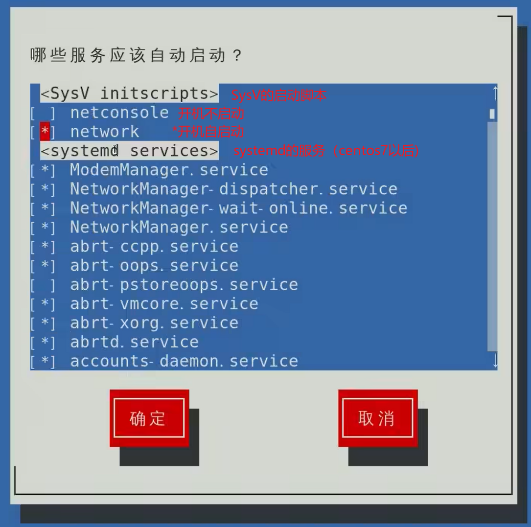 哪些服务应该自动启动？
<SysV initscripts> SysV的启动脚本
[ ] netconsole 开机不启动
[*] network *开机自启动
<systemd services> systemd的服务（centos7以后）
[*] ModemManager.service
[*] NetworkManager-dispatcher.service
[*] NetworkManager-wait-online.service
[*] NetworkManager.service
[*] abrt-ccpp.service
[*] abrt-oops.service
[ ] abrt-pstoreoops.service
[*] abrt-vmcore.service
[*] abrt-xorg.service
[*] abrtd.service
[*] accounts-daemon.service
确定 取消